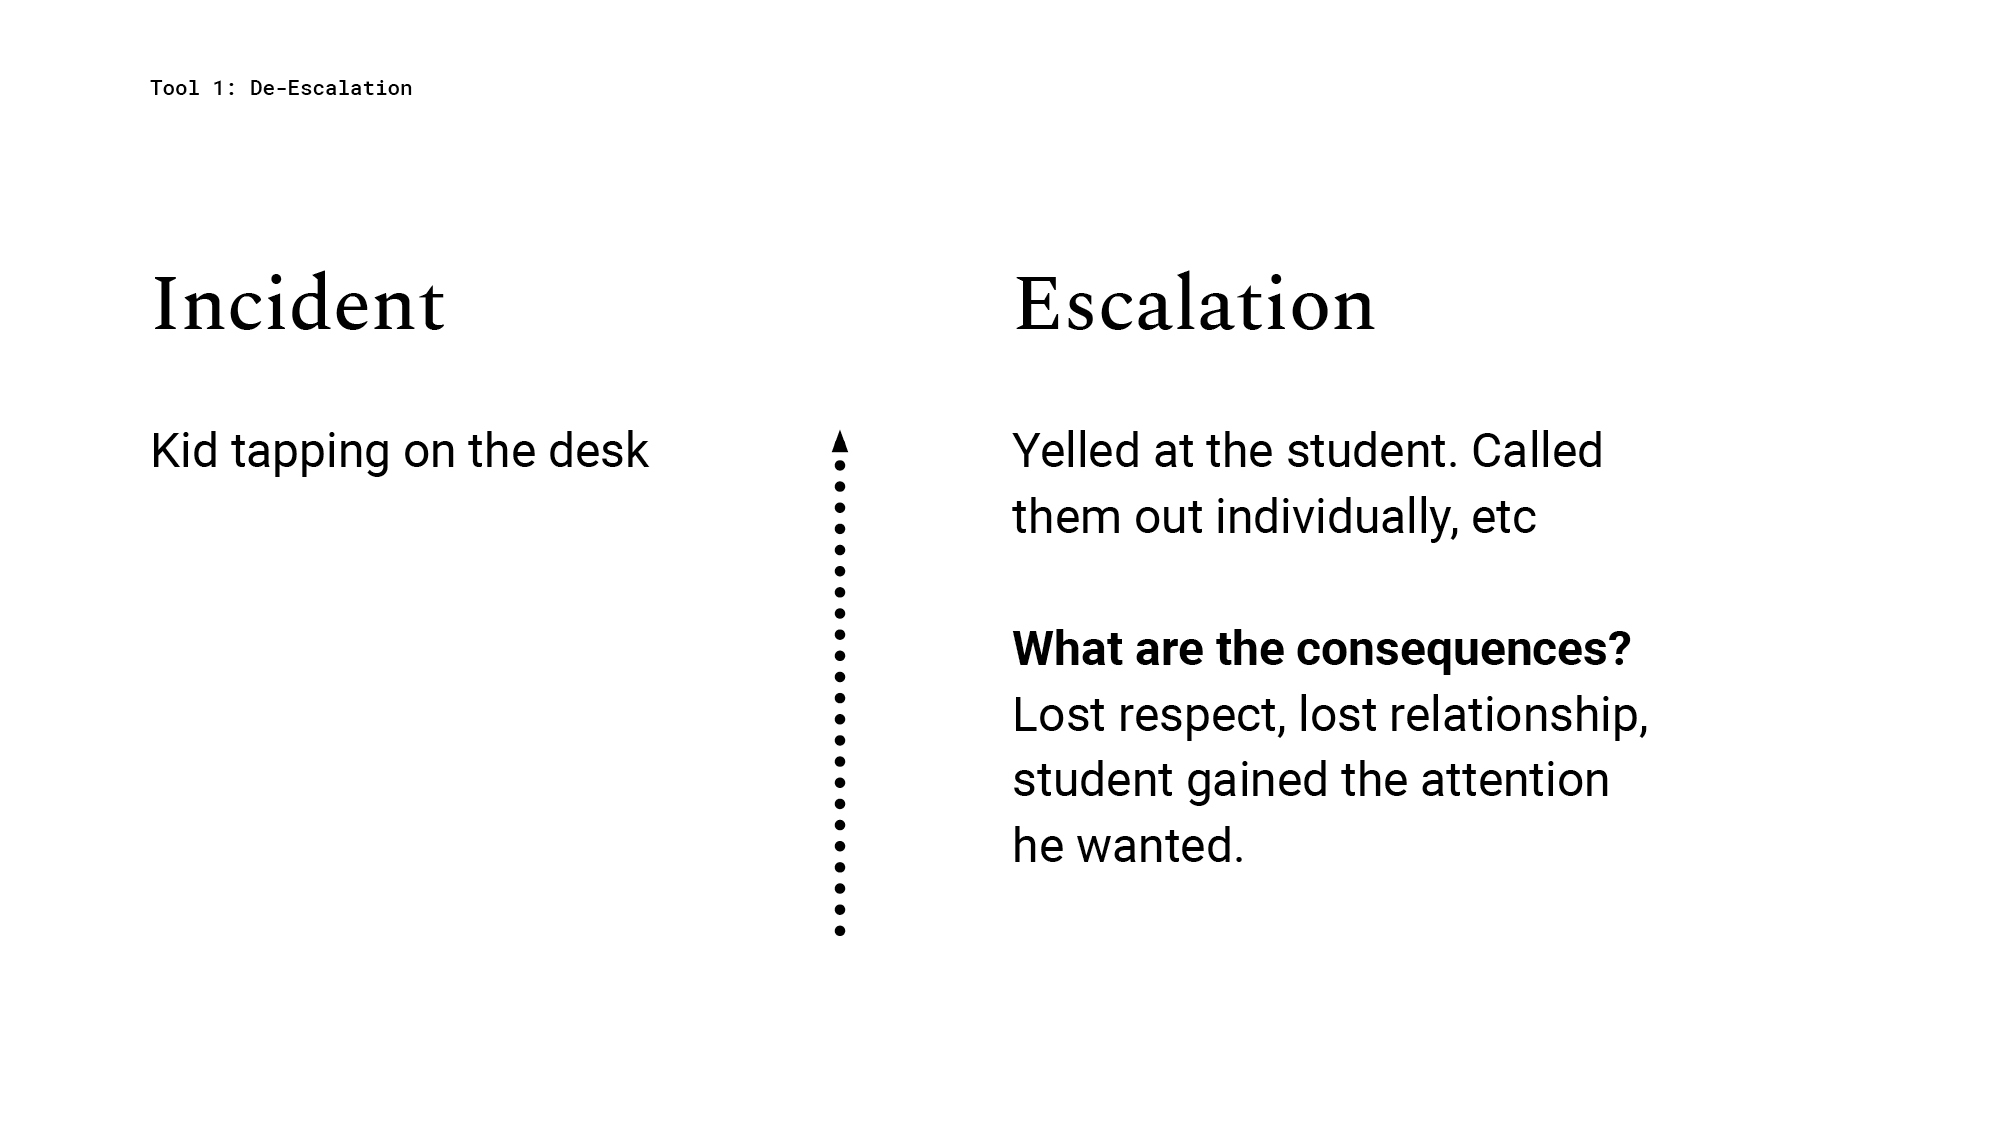 Tool 1: De-Escalation
Incident
Kid tapping on the desk
Escalation
Yelled at the student. Called
them out individually, etc
What are the consequences?
Lost respect, lost relationship,
student gained the attention
he wanted.